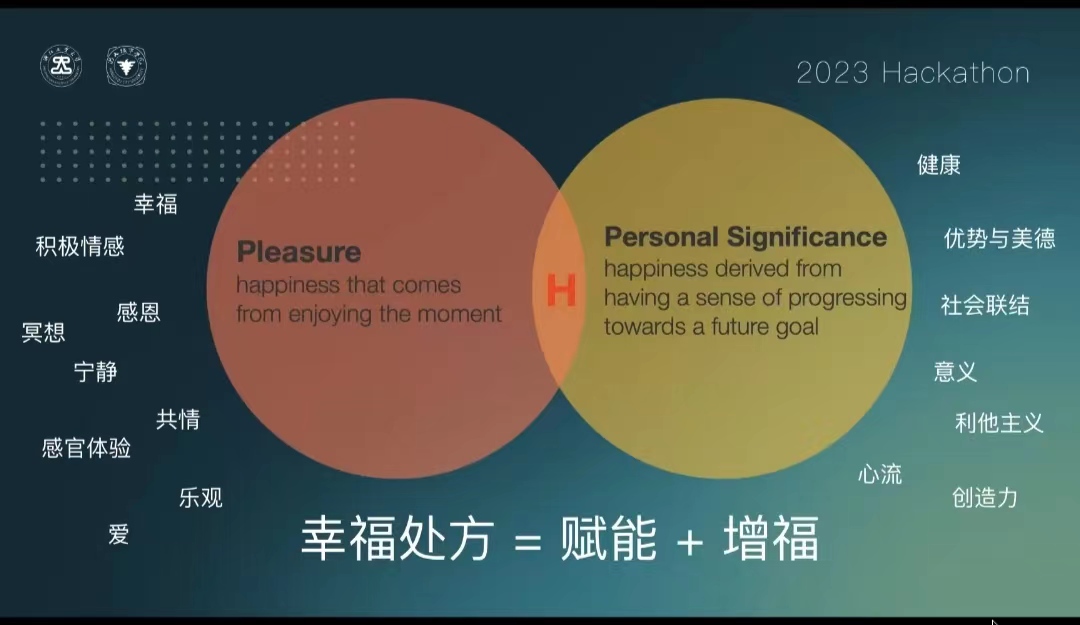 2023 Hackathon
幸福
积极情感
感恩
冥想
宁静
共情
感官体验
乐观
爱
Pleasure
happiness that comes
from enjoying the moment
H
Personal Significance
happiness derived from
having a sense of progressing
towards a future goal
健康
优势与美德
社会联结
意义
利他主义
心流
创造力
幸福处方 = 赋能 + 增福